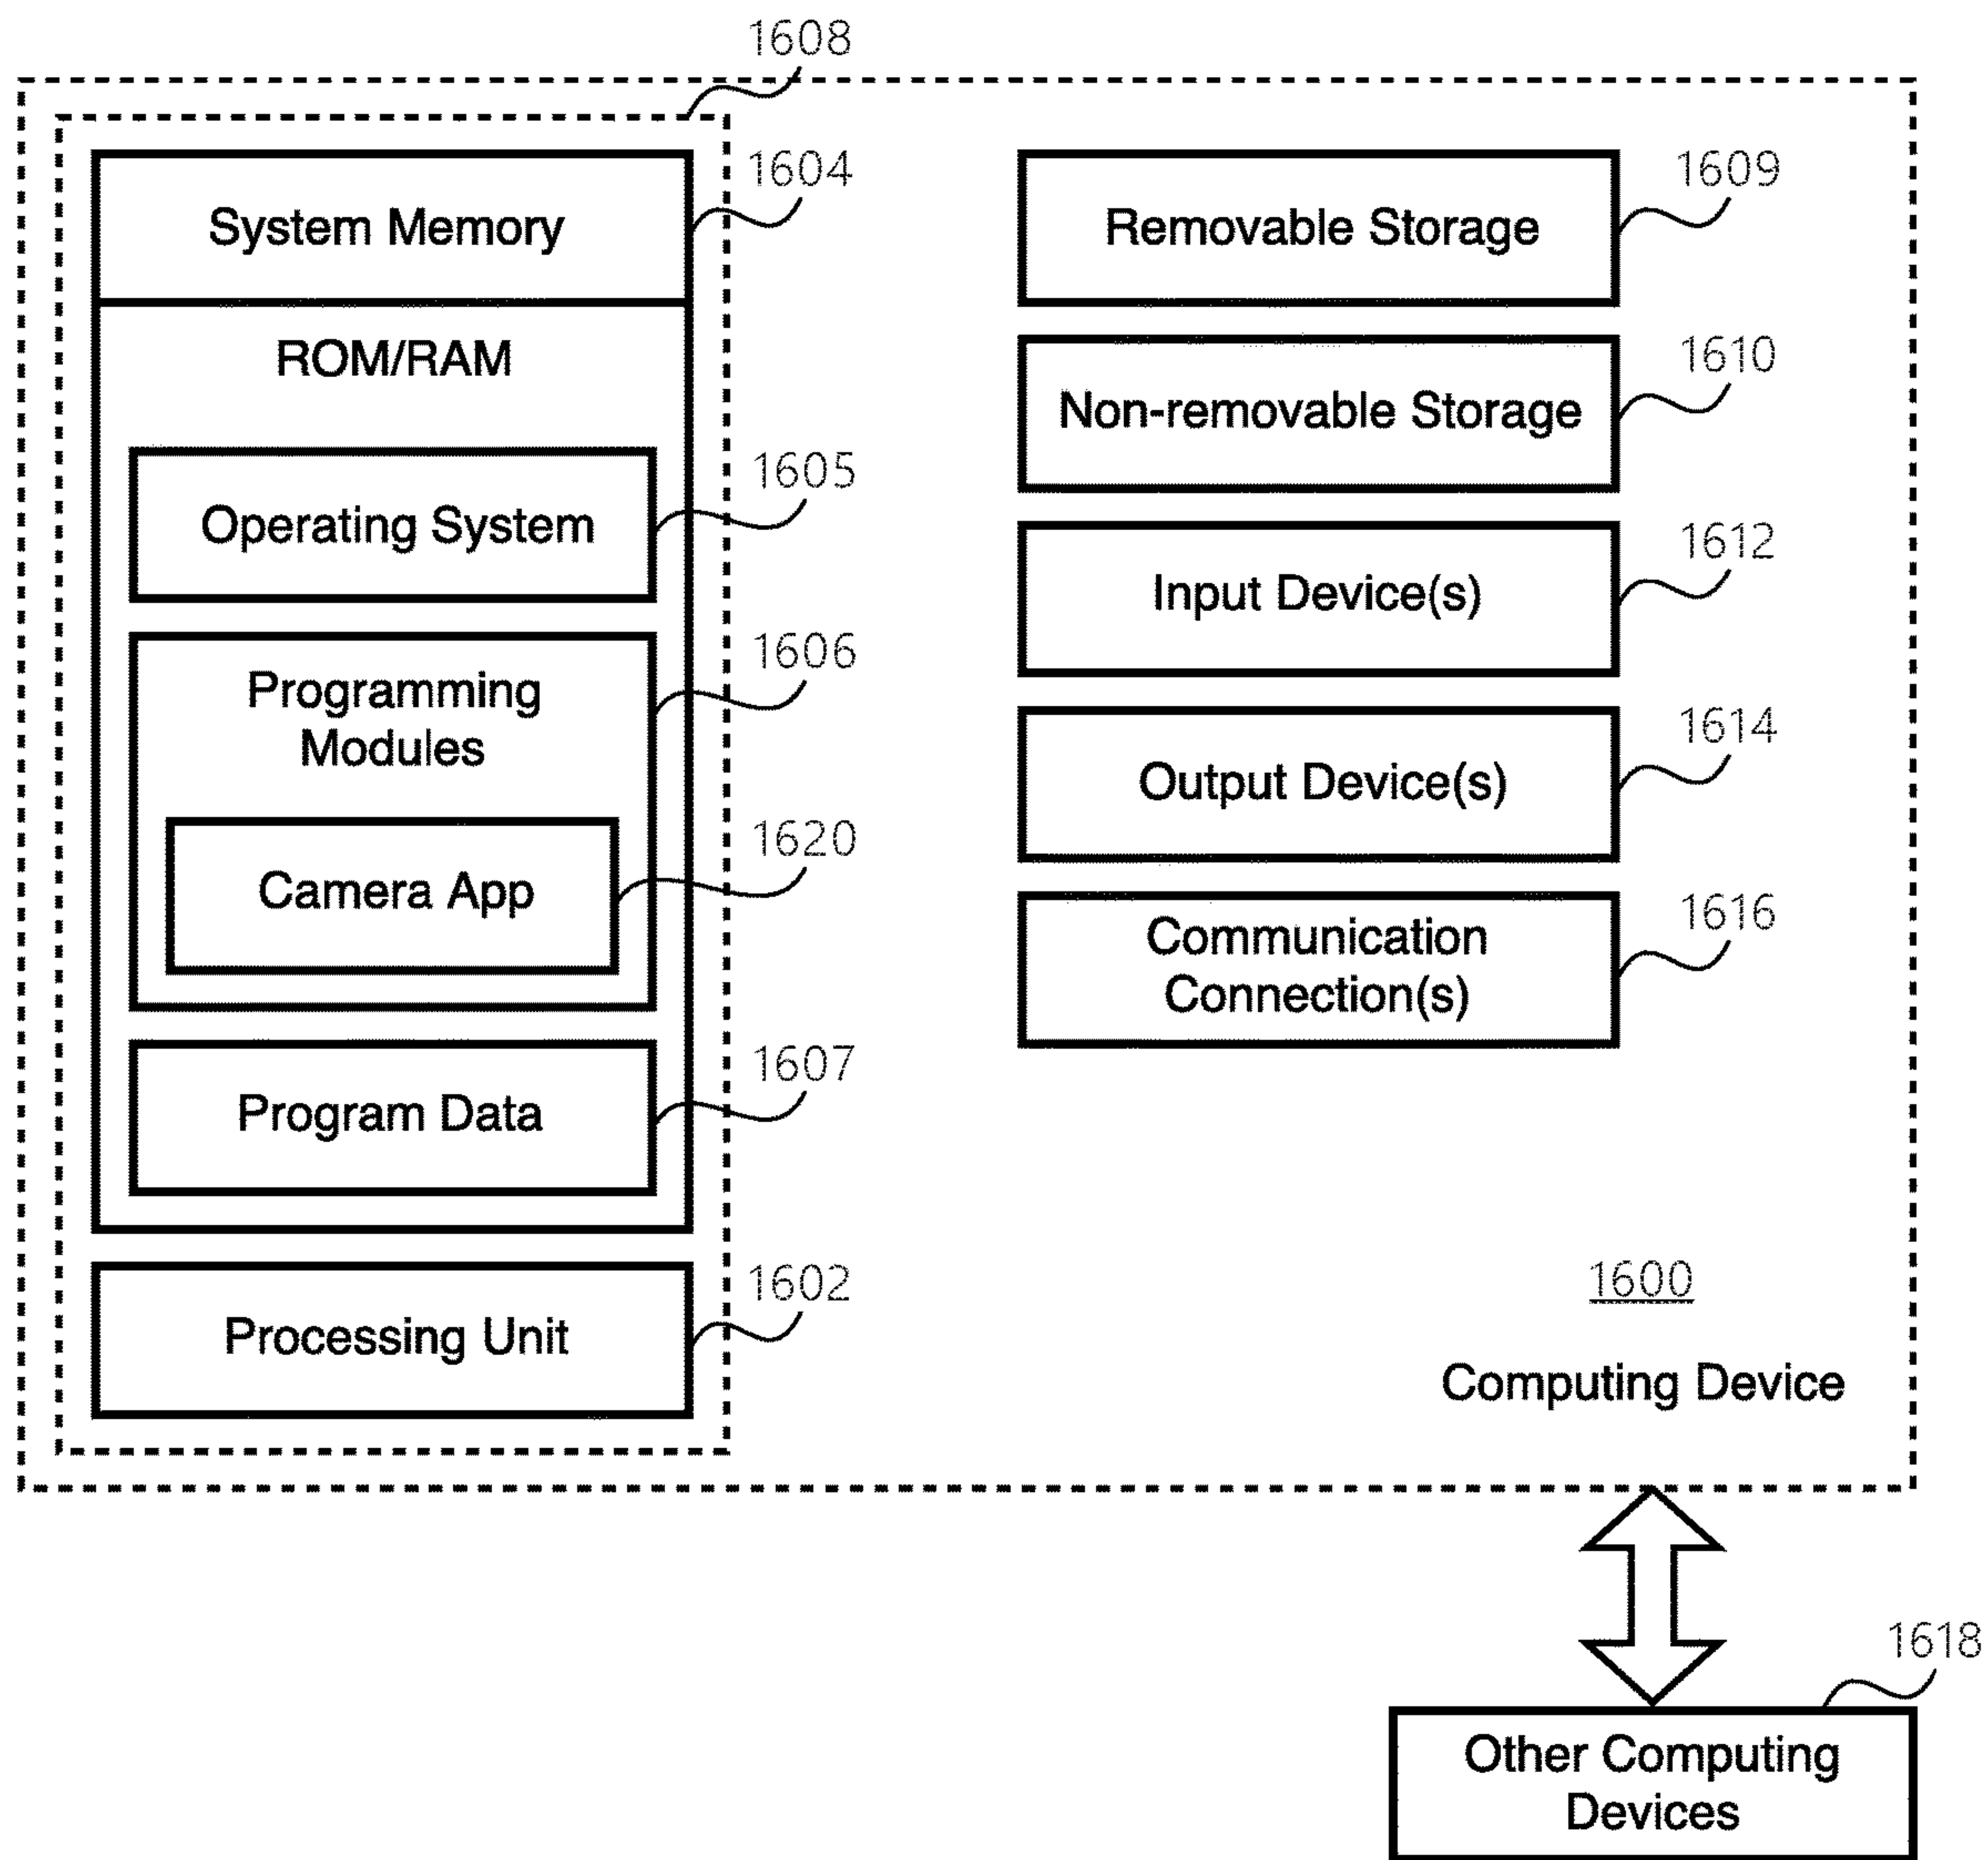 1608
System Memory
1604
ROM/RAM
Operating System
1605
Programming
Modules
1606
Camera App
1620
Program Data
1607
Processing Unit
1602
Removable Storage
1609
Non-removable Storage
1610
Input Device(s)
1612
Output Device(s)
1614
Communication
Connection(s)
1616
1600
Computing Device
1618
Other Computing
Devices